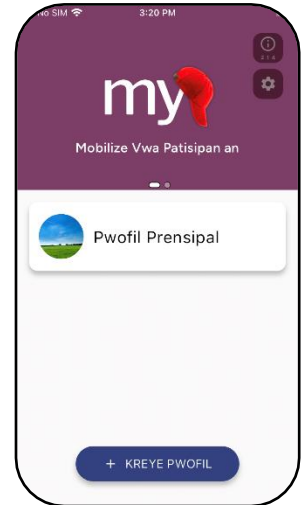 No SIM 3:20 PM
my
Mobilize Vwa Patisipan an
Pwofil Prensipal
+ KREYE PWOFIL